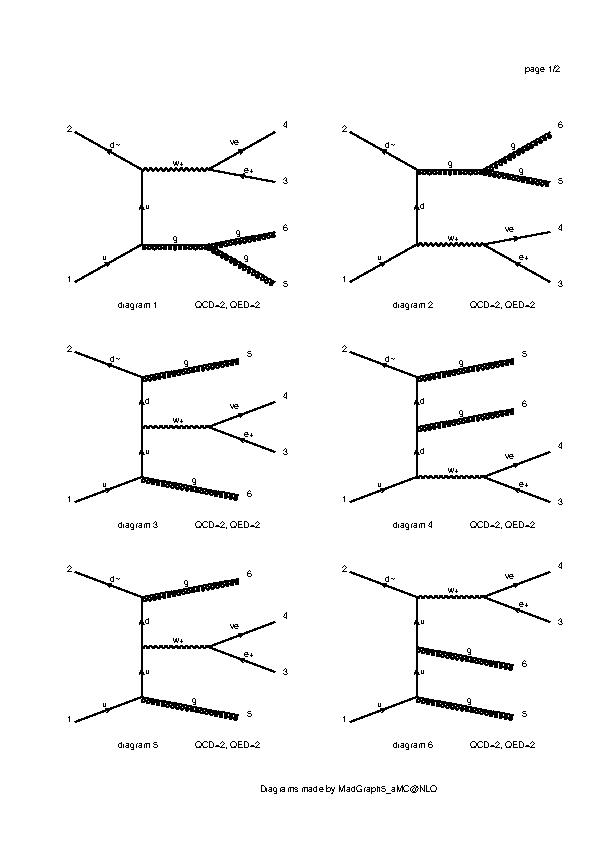 page 1/2
2 d~ w+ ve 4
e+ 3
u
g 6
u g g
1 5
diagram 1 QCD=2, QED=2
2 d~ g 6
g g 5
d
w+ ve 4
u e+
1 3
diagram 2 QCD=2, QED=2
2 d~ g 5
d 4
ve
w+
u e+ 3
u g
1 6
diagram 3 QCD=2, QED=2
2 d~ g 5
d g 6
d ve 4
w+
u e+
1 3
diagram 4 QCD=2, QED=2
2 d~ g 6
d 4
ve
w+
u e+ 3
u g
1 5
diagram 5 QCD=2, QED=2
2 d~ w+ ve 4
e+ 3
u
g 6
u
u g
1 5
diagram 6 QCD=2, QED=2
Diagrams made by MadGraph5_aMC@NLO